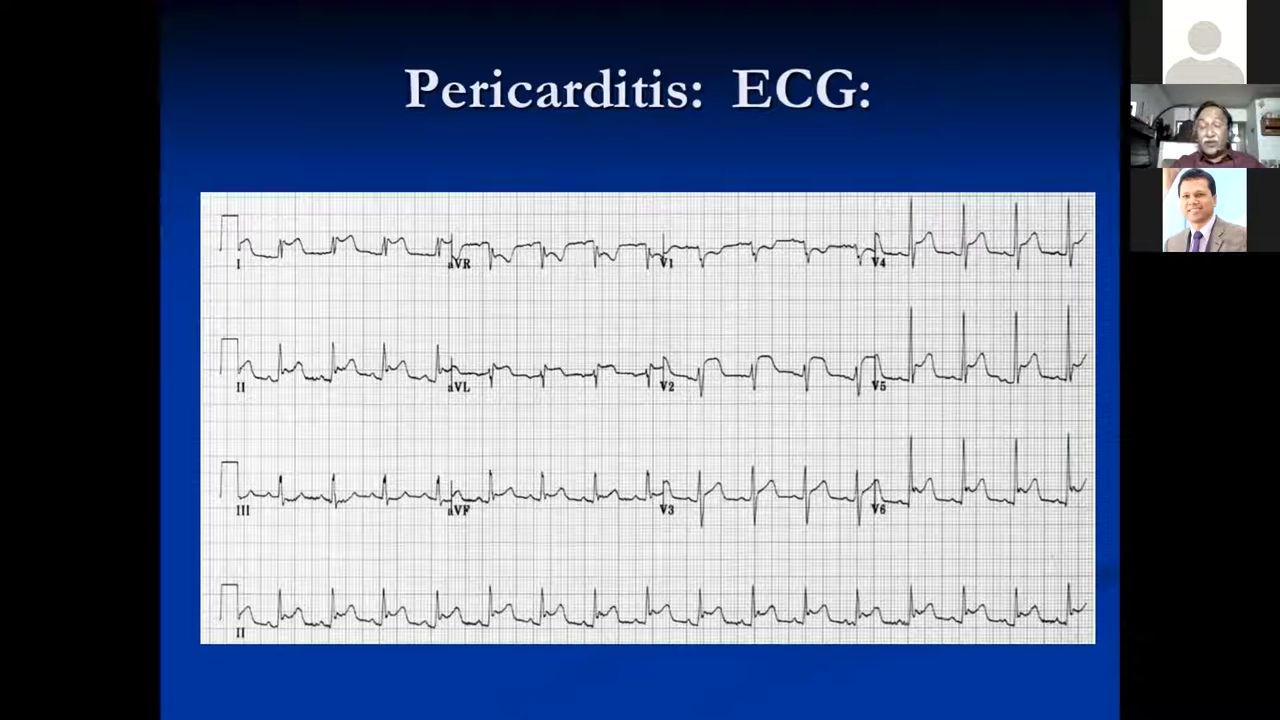 Pericarditis: ECG:
I aVR V1 V4
II aVL V2 V5
III aVF V3 V6
II